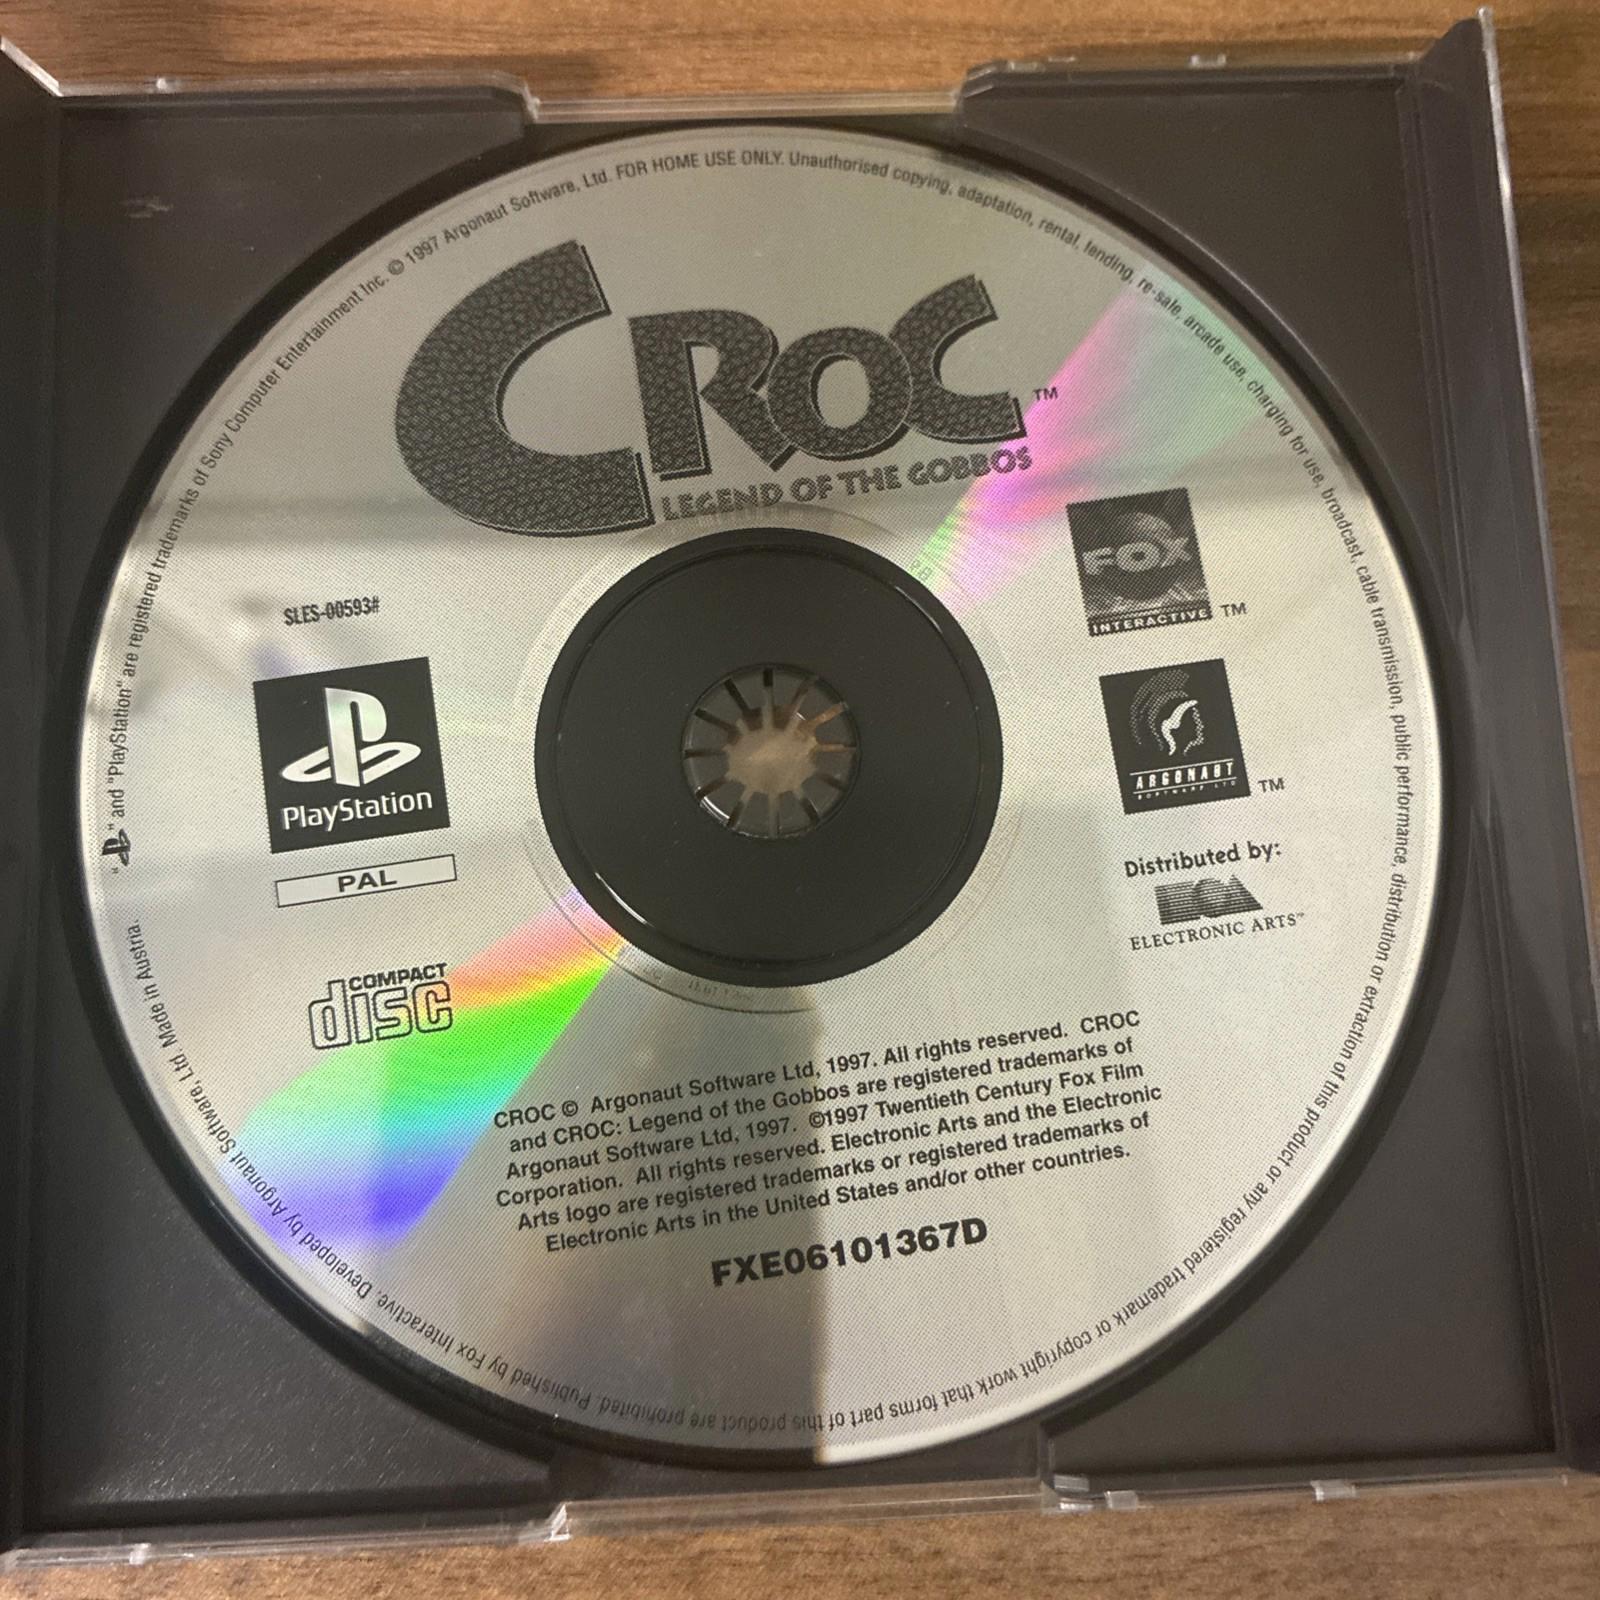 "PS" and "PlayStation" are registered trademarks of Sony Computer Entertainment Inc. © 1997 Argonaut Software, Ltd. FOR HOME USE ONLY. Unauthorised copying, adaptation, rental, lending, re-sale, arcade use, charging for use, broadcast, cable transmission, public performance, distribution or extraction of this product or any registered trademark or copyright work that forms part of this product are prohibited. Published by Fox Interactive. Developed by Argonaut Software, Ltd. Made in Austria.
CROC™
LEGEND OF THE GOBBOS
SLES-00593#
PlayStation
PAL
COMPACT
disc
FOX
INTERACTIVE ™
ARGONAUT
SOFTWARE LTD
™
Distributed by:
EA
ELECTRONIC ARTS™
CROC © Argonaut Software Ltd, 1997. All rights reserved. CROC
and CROC: Legend of the Gobbos are registered trademarks of
Argonaut Software Ltd, 1997. ©1997 Twentieth Century Fox Film
Corporation. All rights reserved. Electronic Arts and the Electronic
Arts logo are registered trademarks or registered trademarks of
Electronic Arts in the United States and/or other countries.
FXE06101367D